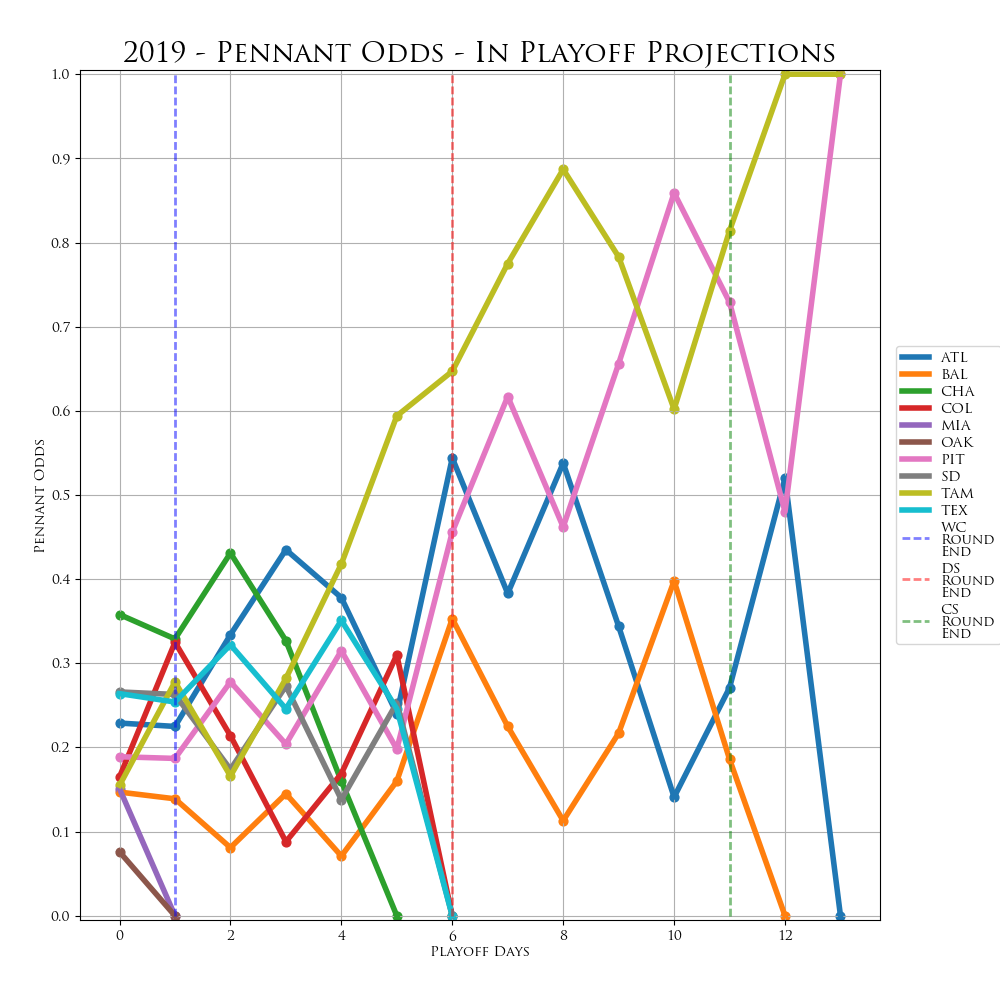 2019 - Pennant Odds - In Playoff Projections
1.0
0.9
0.8
0.7
0.6
0.5
0.4
0.3
0.2
0.1
0.0
Pennant Odds
0 2 4 6 8 10 12
Playoff Days
ATL
BAL
CHA
COL
MIA
OAK
PIT
SD
TAM
TEX
WC
ROUND
END
DS
ROUND
END
CS
ROUND
END